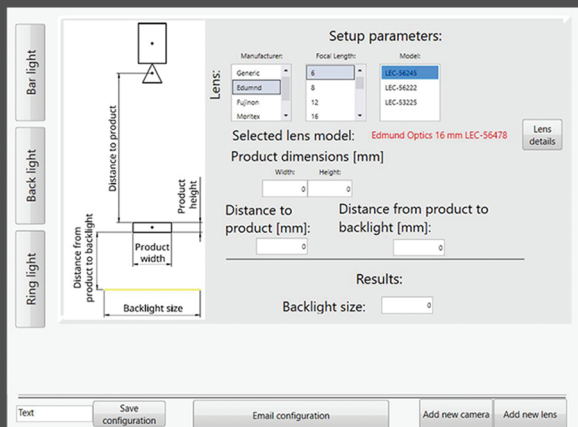 Bar light
Back light
Ring light
Distance to product
Product
height
Distance from
product to backlight
Product
width
Backlight size
Setup parameters:
Lens:
Manufacturer:
Focal Length:
Model:
Generic
Edumnd
Fujinon
Moritex
6
8
12
16
LEC-56245
LEC-56222
LEC-53225
Selected lens model: Edmund Optics 16 mm LEC-56478
Lens
details
Product dimensions [mm]
Width: Height:
0 0
Distance to
product [mm]:
0
Distance from product to
backlight [mm]:
0
Results:
Backlight size: 0
Text
Save
configuration
Email configuration
Add new camera
Add new lens